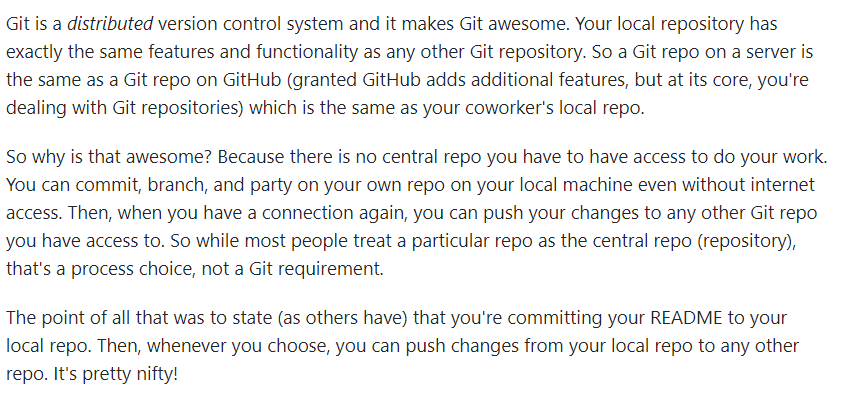 Git is a distributed version control system and it makes Git awesome. Your local repository has
exactly the same features and functionality as any other Git repository. So a Git repo on a server is
the same as a Git repo on GitHub (granted GitHub adds additional features, but at its core, you're
dealing with Git repositories) which is the same as your coworker's local repo.
So why is that awesome? Because there is no central repo you have to have access to do your work.
You can commit, branch, and party on your own repo on your local machine even without internet
access. Then, when you have a connection again, you can push your changes to any other Git repo
you have access to. So while most people treat a particular repo as the central repo (repository),
that's a process choice, not a Git requirement.
The point of all that was to state (as others have) that you're committing your README to your
local repo. Then, whenever you choose, you can push changes from your local repo to any other
repo. It's pretty nifty!